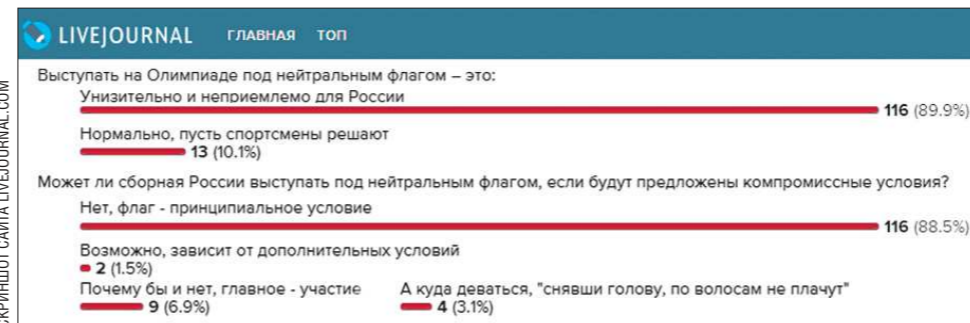 LIVEJOURNAL ГЛАВНАЯ ТОП
Выступать на Олимпиаде под нейтральным флагом – это:
Унизительно и неприемлемо для России
116 (89.9%)
Нормально, пусть спортсмены решают
13 (10.1%)
Может ли сборная России выступать под нейтральным флагом, если будут предложены компромиссные условия?
Нет, флаг - принципиальное условие
116 (88.5%)
Возможно, зависит от дополнительных условий
2 (1.5%)
Почему бы и нет, главное - участие
9 (6.9%)
А куда деваться, "снявши голову, по волосам не плачут"
4 (3.1%)
СКРИНШОТ САЙТА LIVEJOURNAL.COM